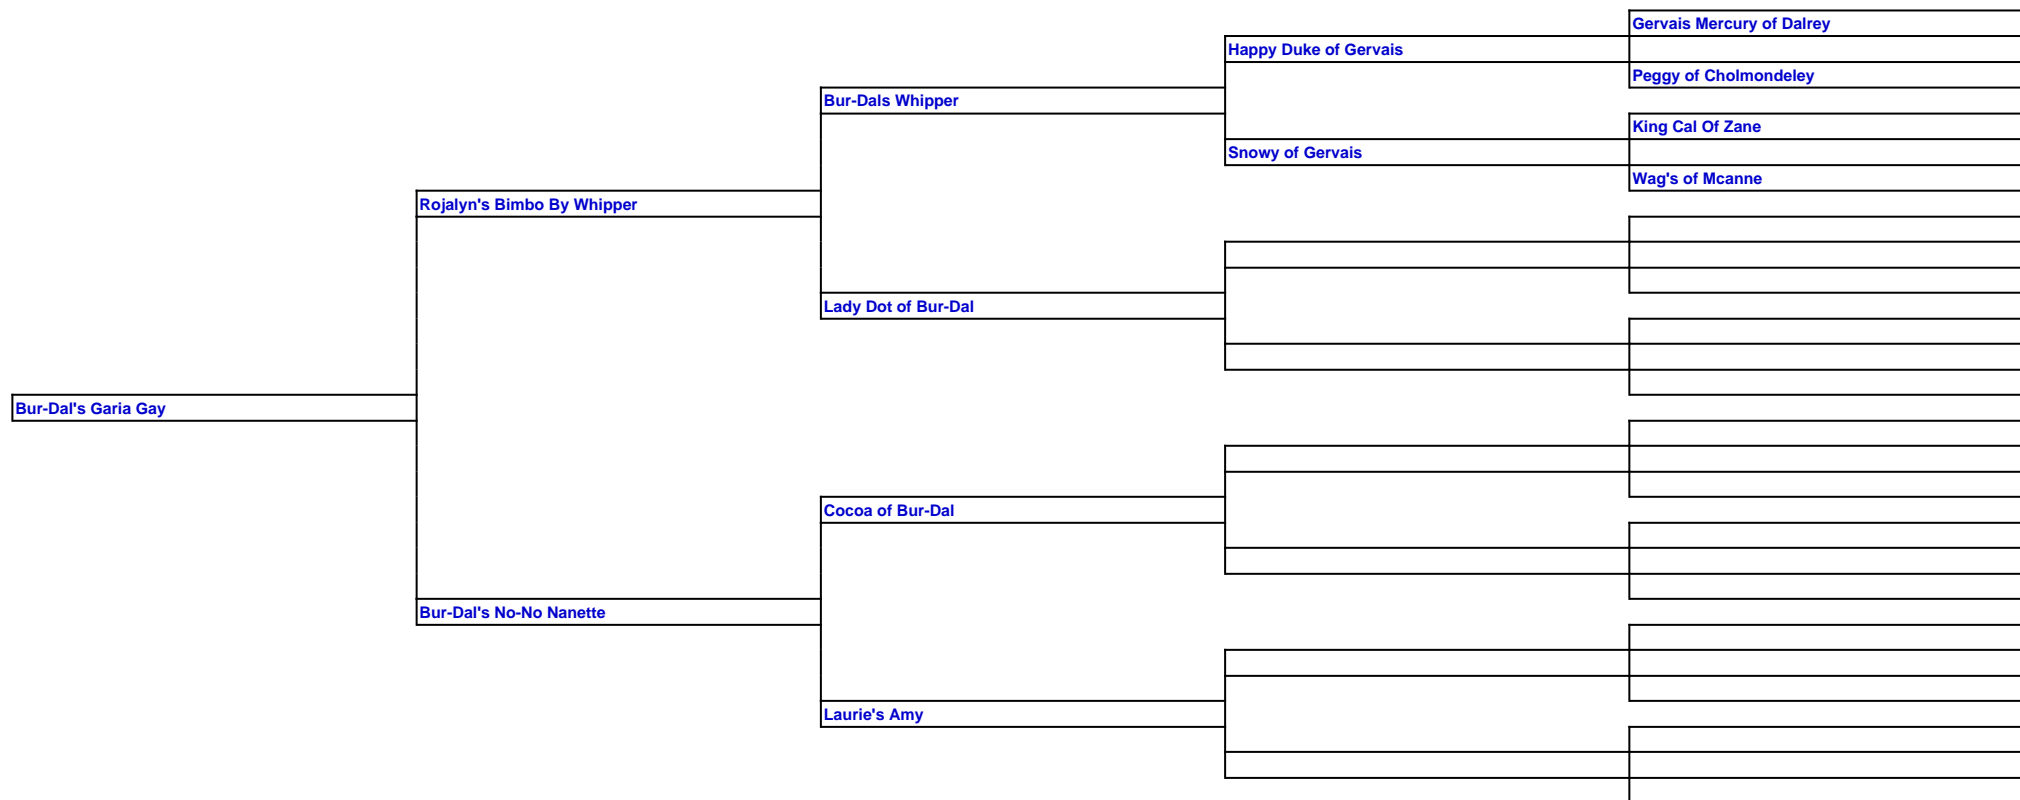 Gervais Mercury of Dalrey
Happy Duke of Gervais
Peggy of Cholmondeley
Bur-Dals Whipper
King Cal Of Zane
Snowy of Gervais
Wag's of Mcanne
Rojalyn's Bimbo By Whipper
Lady Dot of Bur-Dal
Bur-Dal's Garia Gay
Cocoa of Bur-Dal
Bur-Dal's No-No Nanette
Laurie's Amy